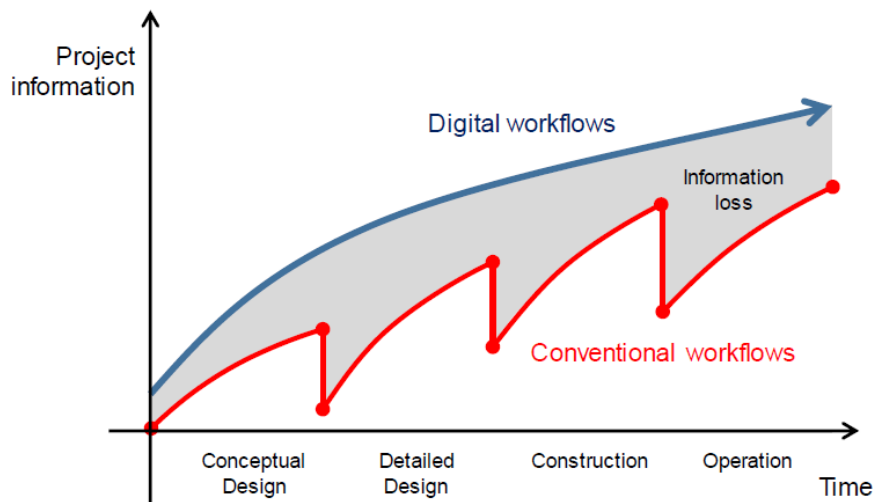 Project
information
Digital workflows
Information
loss
Conventional workflows
Conceptual
Design
Detailed
Design
Construction
Operation
Time